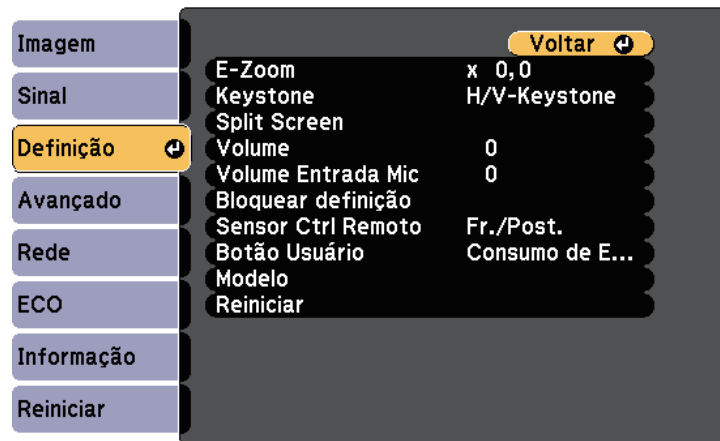 Imagem
Sinal
Definição
Avançado
Rede
ECO
Informação
Reiniciar
Voltar
E-Zoom x 0,0
Keystone H/V-Keystone
Split Screen
Volume 0
Volume Entrada Mic 0
Bloquear definição
Sensor Ctrl Remoto Fr./Post.
Botão Usuário Consumo de E...
Modelo
Reiniciar